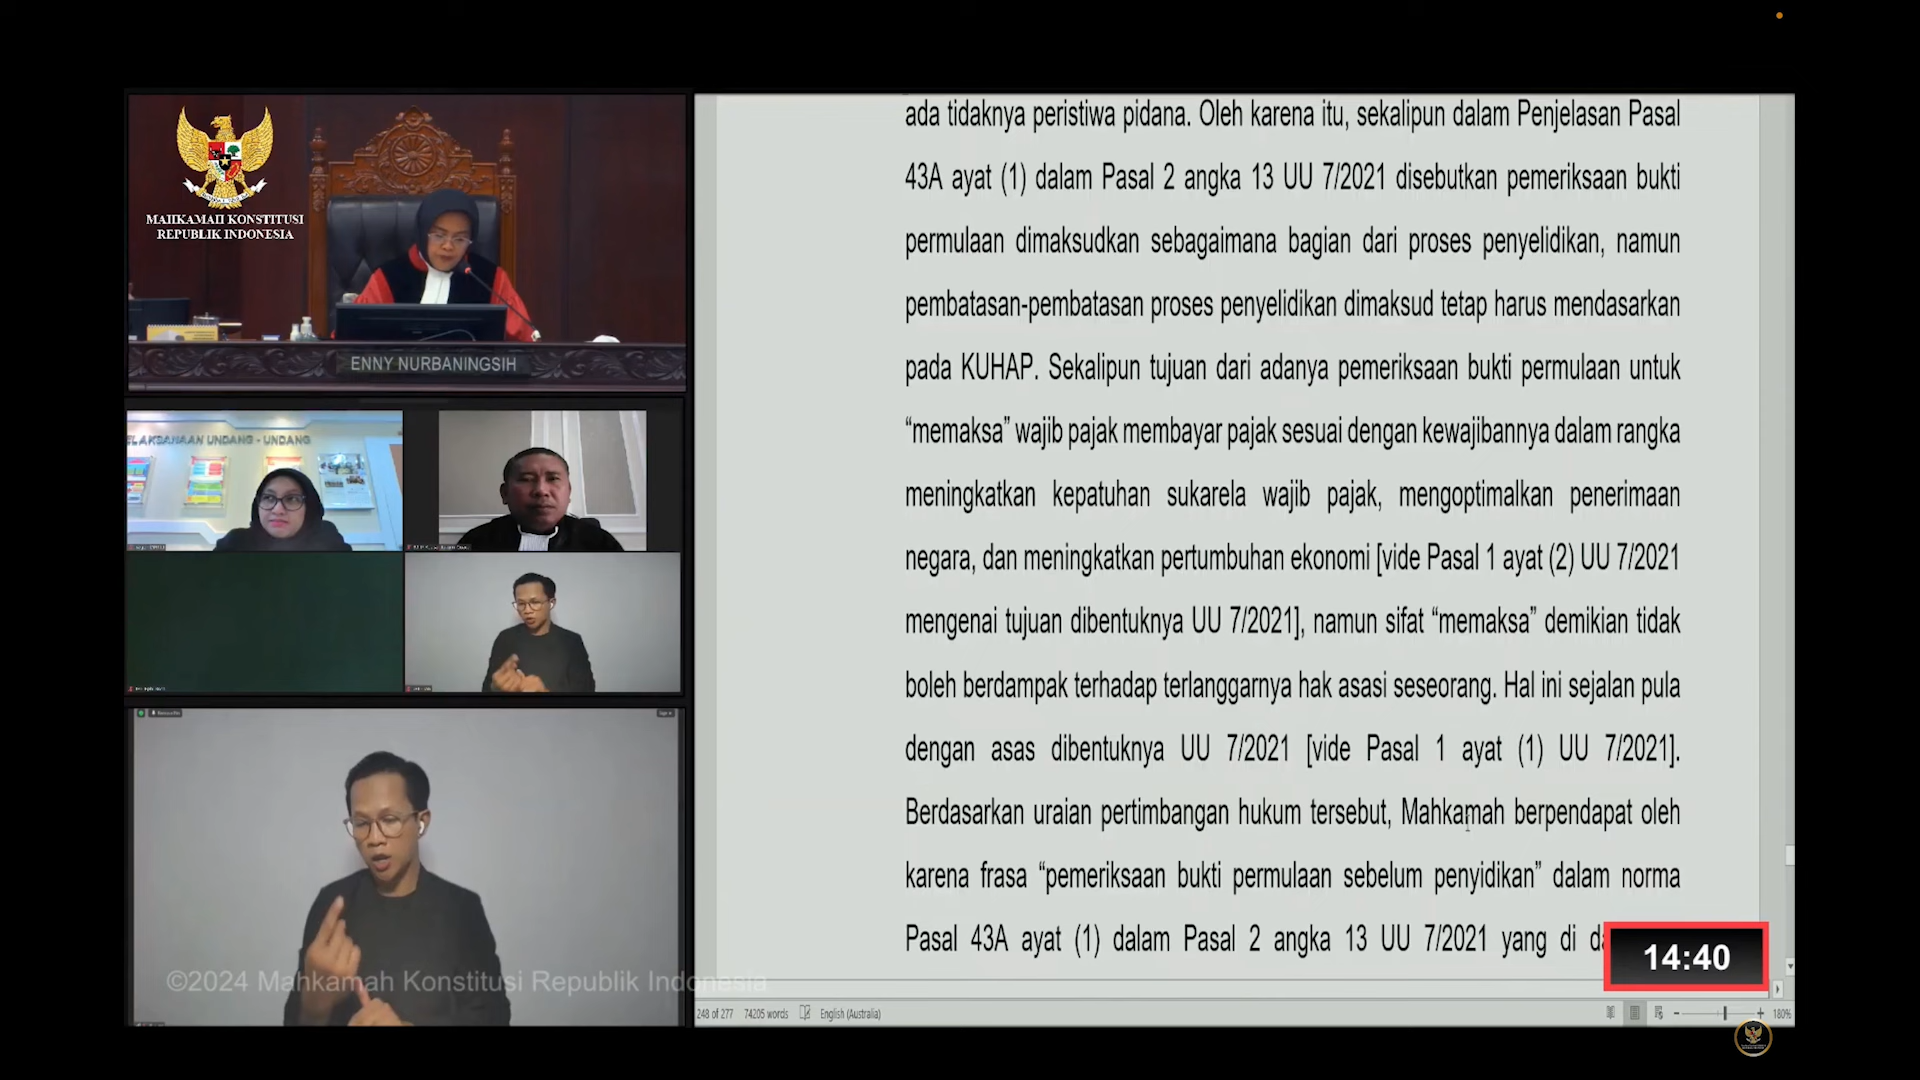 MAHKAMAH KONSTITUSI
REPUBLIK INDONESIA
ENNY NURBANINGSIH
ELAKSANAAN UNDANG - UNDANG
©2024 Mahkamah Konstitusi Republik Indonesia
ada tidaknya peristiwa pidana. Oleh karena itu, sekalipun dalam Penjelasan Pasal
43A ayat (1) dalam Pasal 2 angka 13 UU 7/2021 disebutkan pemeriksaan bukti
permulaan dimaksudkan sebagaimana bagian dari proses penyelidikan, namun
pembatasan-pembatasan proses penyelidikan dimaksud tetap harus mendasarkan
pada KUHAP. Sekalipun tujuan dari adanya pemeriksaan bukti permulaan untuk
“memaksa” wajib pajak membayar pajak sesuai dengan kewajibannya dalam rangka
meningkatkan kepatuhan sukarela wajib pajak, mengoptimalkan penerimaan
negara, dan meningkatkan pertumbuhan ekonomi [vide Pasal 1 ayat (2) UU 7/2021
mengenai tujuan dibentuknya UU 7/2021], namun sifat “memaksa” demikian tidak
boleh berdampak terhadap terlanggarnya hak asasi seseorang. Hal ini sejalan pula
dengan asas dibentuknya UU 7/2021 [vide Pasal 1 ayat (1) UU 7/2021].
Berdasarkan uraian pertimbangan hukum tersebut, Mahkamah berpendapat oleh
karena frasa “pemeriksaan bukti permulaan sebelum penyidikan” dalam norma
Pasal 43A ayat (1) dalam Pasal 2 angka 13 UU 7/2021 yang di d
14:40
248 of 277 74205 words English (Australia) 180%